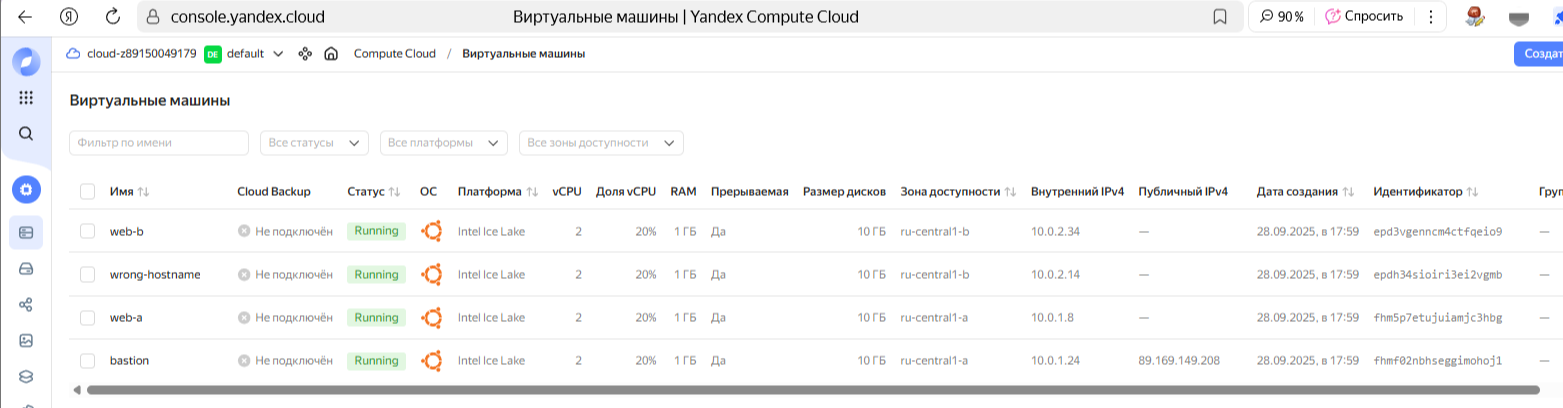 console.yandex.cloud Виртуальные машины | Yandex Compute Cloud 90 % Спросить
cloud-z89150049179 DE default Compute Cloud / Виртуальные машины Создат
Виртуальные машины
Фильтр по имени Все статусы Все платформы Все зоны доступности
Имя Cloud Backup Статус ОС Платформа vCPU Доля vCPU RAM Прерываемая Размер дисков Зона доступности Внутренний IPv4 Публичный IPv4 Дата создания Идентификатор Груп
web-b Не подключён Running Intel Ice Lake 2 20% 1 ГБ Да 10 ГБ ru-central1-b 10.0.2.34 — 28.09.2025, в 17:59 epd3vgenncm4ctfqeio9 —
wrong-hostname Не подключён Running Intel Ice Lake 2 20% 1 ГБ Да 10 ГБ ru-central1-b 10.0.2.14 — 28.09.2025, в 17:59 epdh34sioiri3ei2vgmb —
web-a Не подключён Running Intel Ice Lake 2 20% 1 ГБ Да 10 ГБ ru-central1-a 10.0.1.8 — 28.09.2025, в 17:59 fhm5p7etujuiamjc3hbg —
bastion Не подключён Running Intel Ice Lake 2 20% 1 ГБ Да 10 ГБ ru-central1-a 10.0.1.24 89.169.149.208 28.09.2025, в 17:59 fhmf02nbhseggimohoj1 —